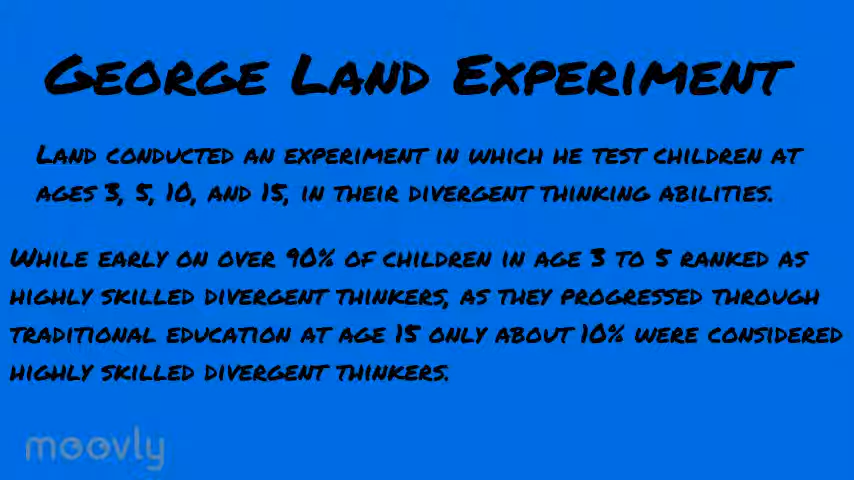 George Land Experiment
Land conducted an experiment in which he test children at
ages 3, 5, 10, and 15, in their divergent thinking abilities.
While early on over 90% of children in age 3 to 5 ranked as
highly skilled divergent thinkers, as they progressed through
traditional education at age 15 only about 10% were considered
highly skilled divergent thinkers.
moovly